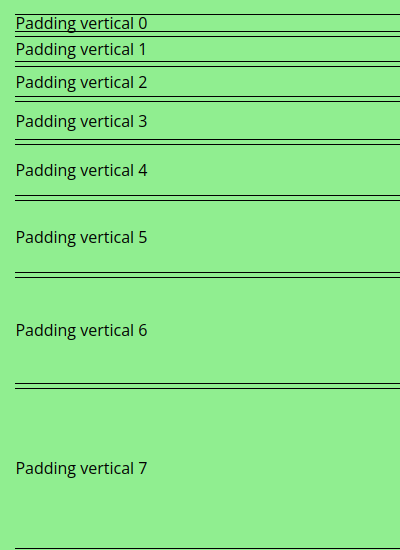 Padding vertical 0
Padding vertical 1
Padding vertical 2
Padding vertical 3
Padding vertical 4
Padding vertical 5
Padding vertical 6
Padding vertical 7